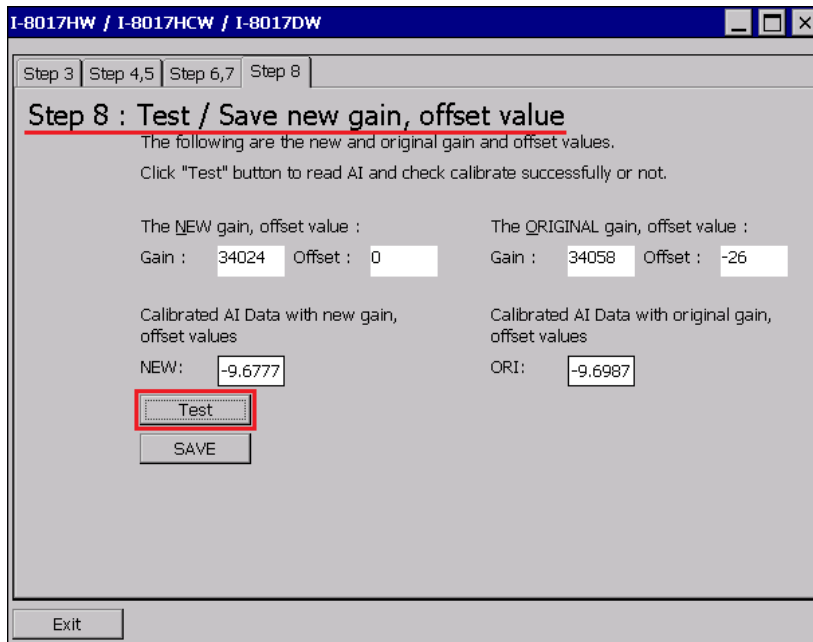 I-8017HW / I-8017HCW / I-8017DW
Step 3 Step 4,5 Step 6,7 Step 8
Step 8 : Test / Save new gain, offset value
The following are the new and original gain and offset values.
Click "Test" button to read AI and check calibrate successfully or not.
The NEW gain, offset value :
Gain : 34024 Offset : 0
The ORIGINAL gain, offset value :
Gain : 34058 Offset : -26
Calibrated AI Data with new gain,
offset values
NEW: -9.6777
Calibrated AI Data with original gain,
offset values
ORI: -9.6987
Test
SAVE
Exit